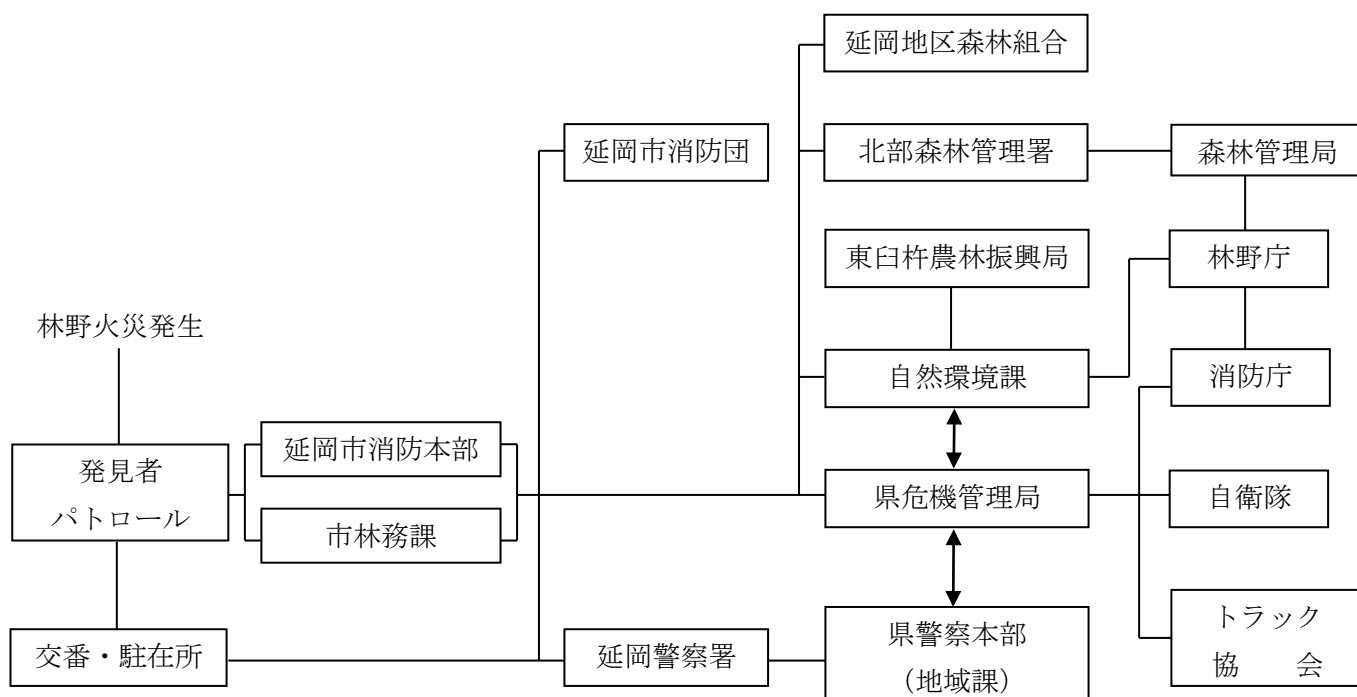 延岡地区森林組合
延岡市消防団
北部森林管理署
森林管理局
東臼杵農林振興局
林野庁
林野火災発生
自然環境課
消防庁
発見者
パトロール
延岡市消防本部
市林務課
県危機管理局
自衛隊
交番・駐在所
延岡警察署
県警察本部
（地域課）
トラック
協　　会